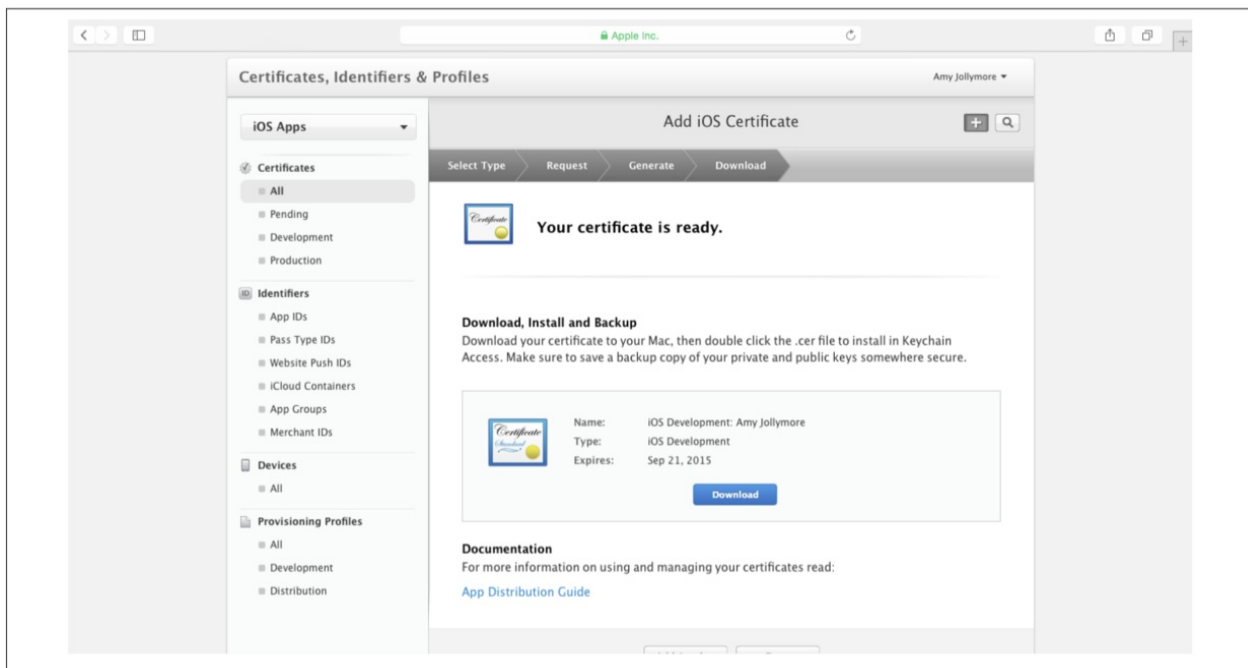 Apple Inc.
Certificates, Identifiers & Profiles
Amy Jollymore
iOS Apps
Certificates
All
Pending
Development
Production
Identifiers
App IDs
Pass Type IDs
Website Push IDs
iCloud Containers
App Groups
Merchant IDs
Devices
All
Provisioning Profiles
All
Development
Distribution
Add iOS Certificate
Select Type
Request
Generate
Download
Certificate
Your certificate is ready.
Download, Install and Backup
Download your certificate to your Mac, then double click the .cer file to install in Keychain
Access. Make sure to save a backup copy of your private and public keys somewhere secure.
Certificate
Standard
Name: iOS Development: Amy Jollymore
Type: iOS Development
Expires: Sep 21, 2015
Download
Documentation
For more information on using and managing your certificates read:
App Distribution Guide